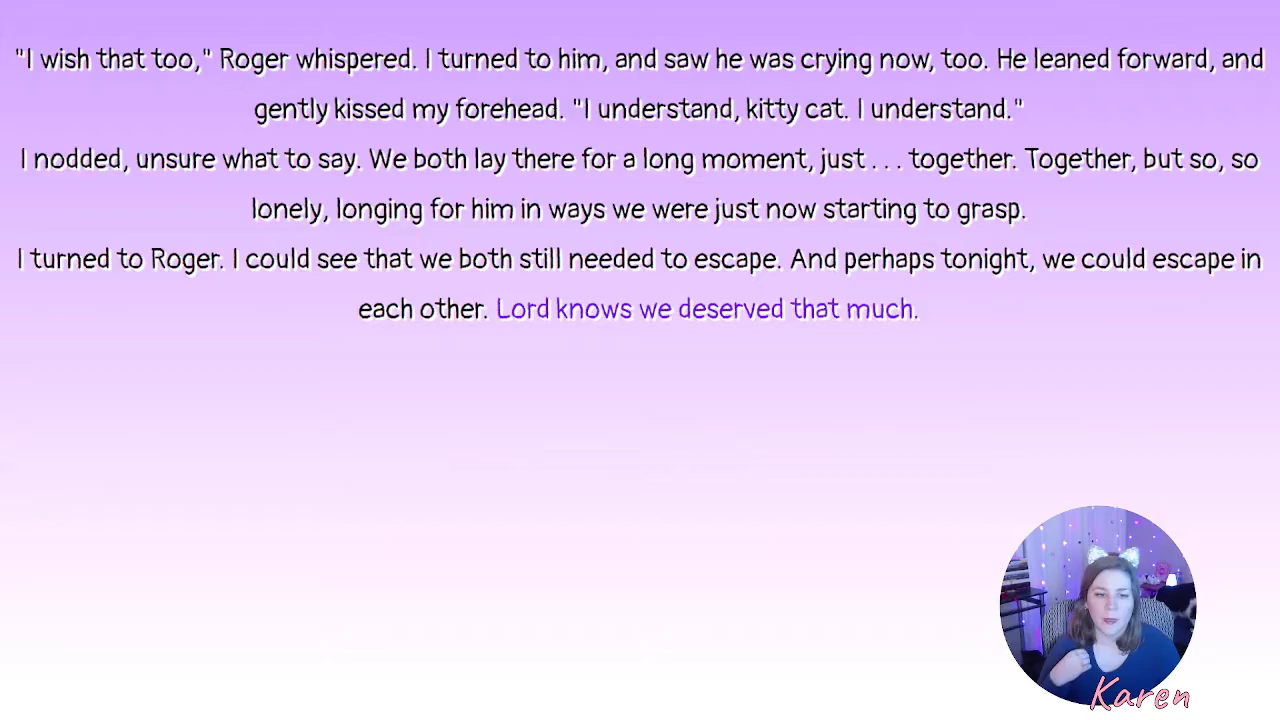 "I wish that too," Roger whispered. I turned to him, and saw he was crying now, too. He leaned forward, and
gently kissed my forehead. "I understand, kitty cat. I understand."
I nodded, unsure what to say. We both lay there for a long moment, just . . . together. Together, but so, so
lonely, longing for him in ways we were just now starting to grasp.
I turned to Roger. I could see that we both still needed to escape. And perhaps tonight, we could escape in
each other. Lord knows we deserved that much.
Karen